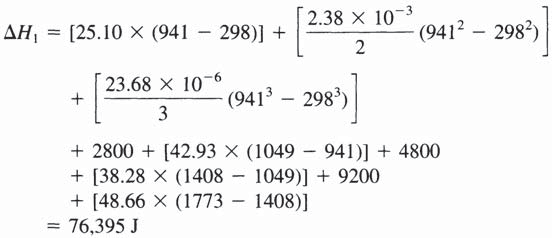 ΔH₁ = [25.10 × (941 − 298)] + [2.38 × 10⁻³ / 2 (941² − 298²)]
+ [23.68 × 10⁻⁶ / 3 (941³ − 298³)]
+ 2800 + [42.93 × (1049 − 941)] + 4800
+ [38.28 × (1408 − 1049)] + 9200
+ [48.66 × (1773 − 1408)]
= 76,395 J